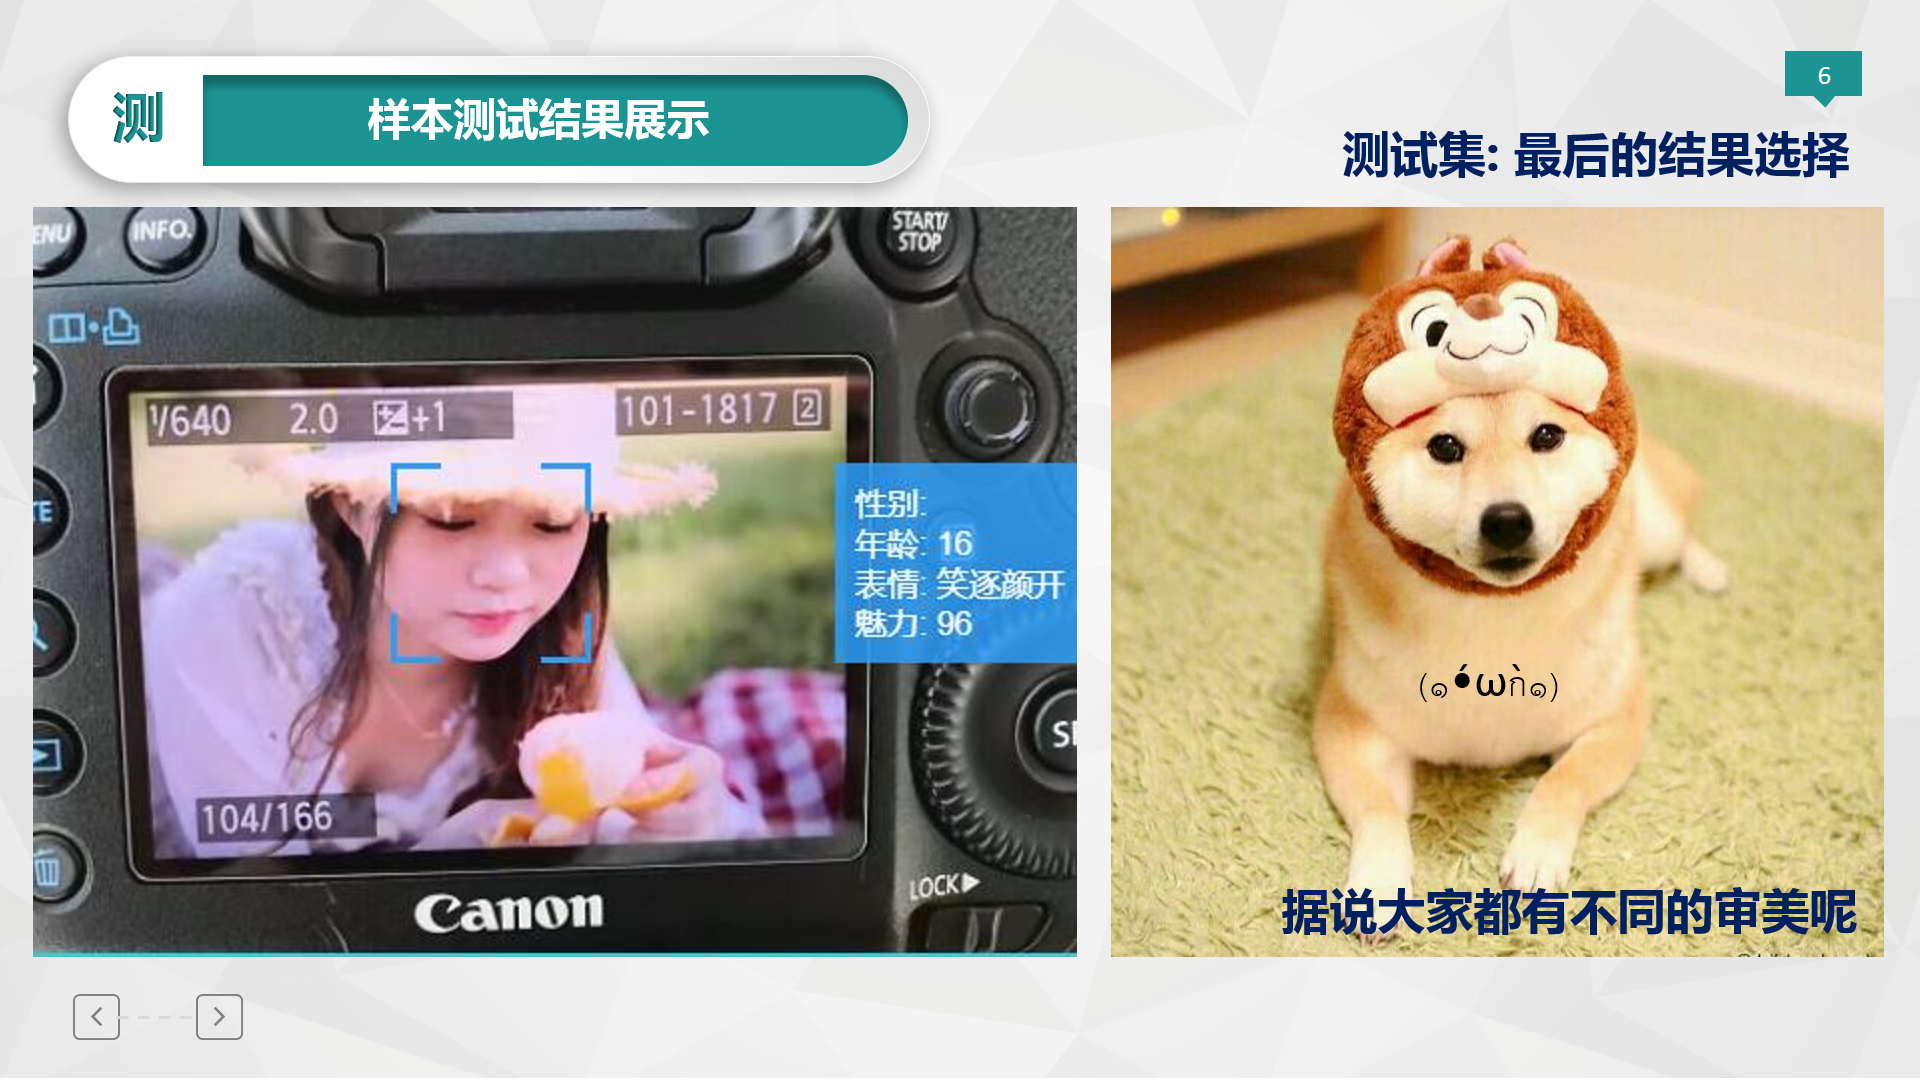 测
样本测试结果展示
6
测试集: 最后的结果选择
INFO.
START/
STOP
1/640 2.0 +1
101-1817 2
性别:
年龄: 16
表情: 笑逐颜开
魅力: 96
104/166
Canon
LOCK
(๑•́ωก̀๑)
据说大家都有不同的审美呢